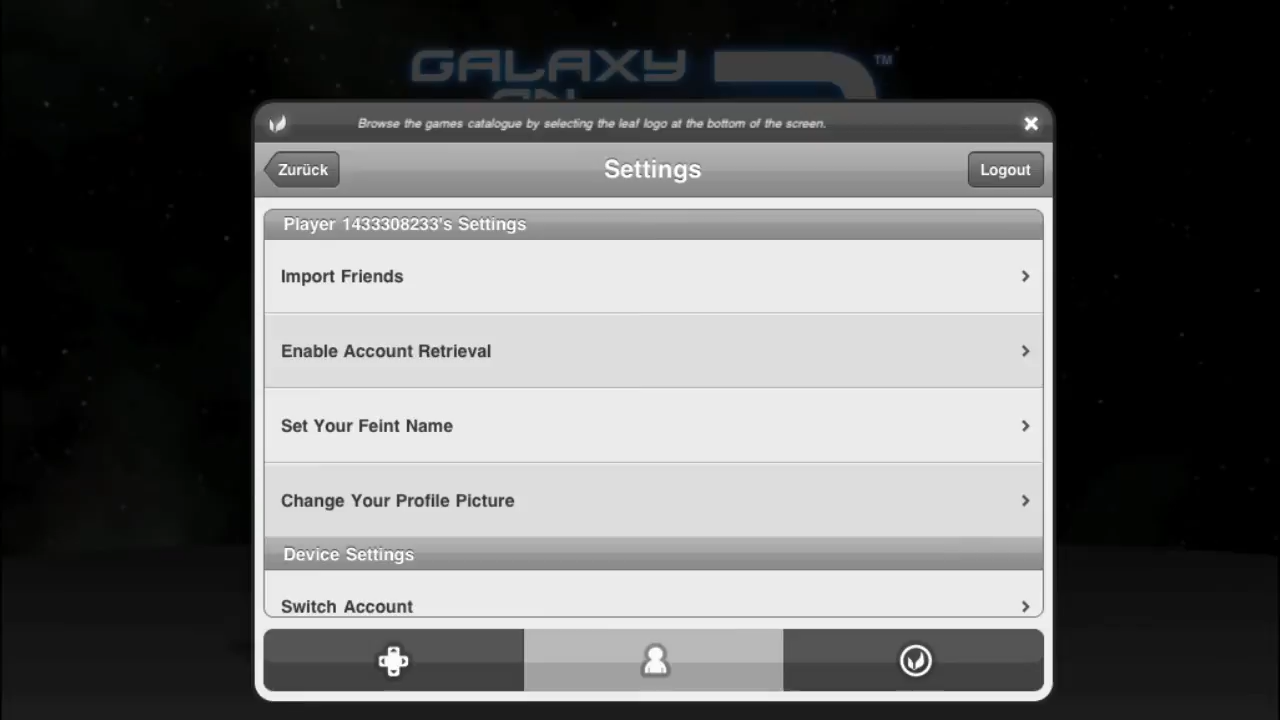 GALAXY
ON
TM
Browse the games catalogue by selecting the leaf logo at the bottom of the screen.
Zurück
Settings
Logout
Player 1433308233's Settings
Import Friends
Enable Account Retrieval
Set Your Feint Name
Change Your Profile Picture
Device Settings
Switch Account